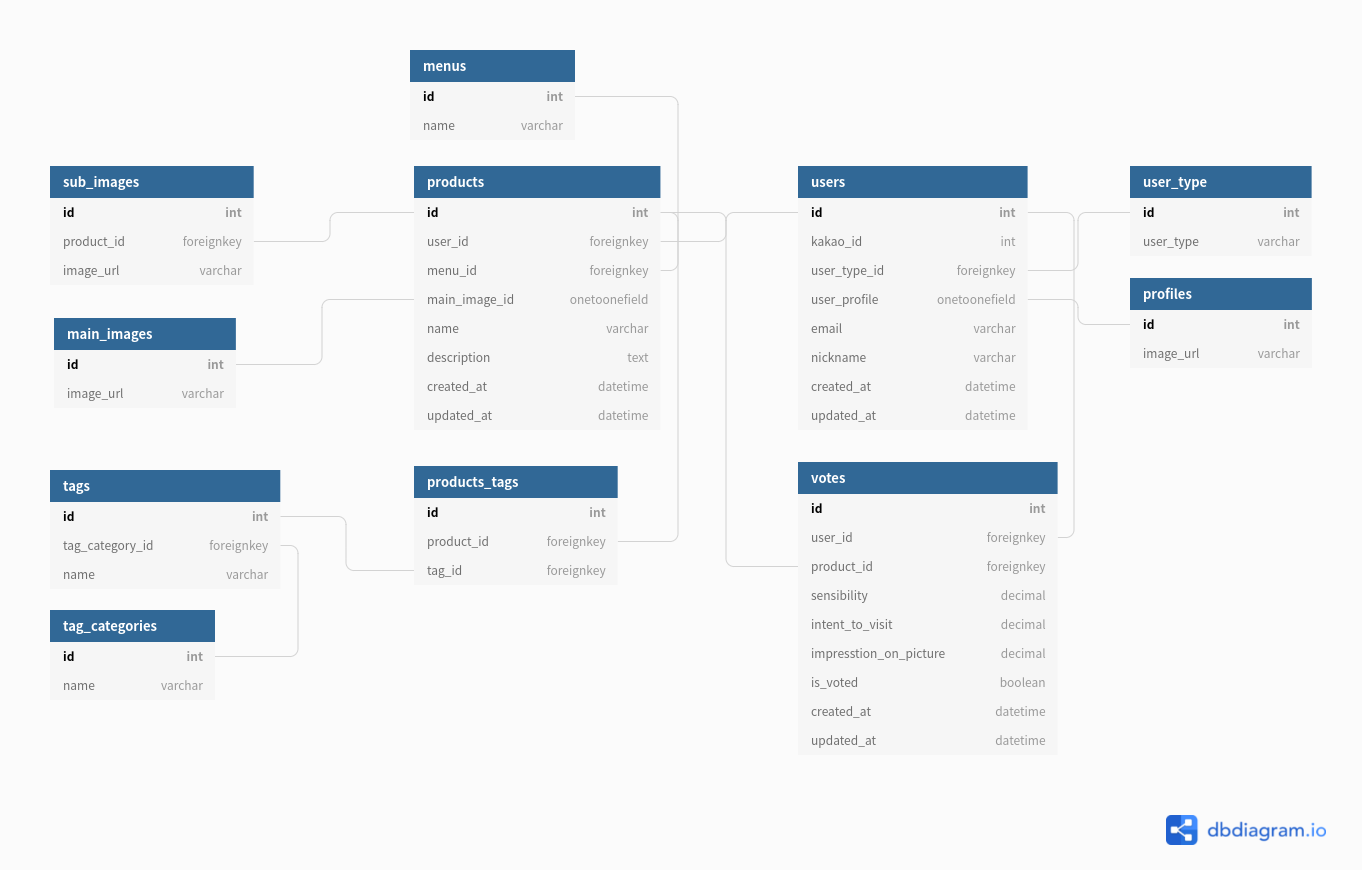 menus
id int
name varchar
sub_images
id int
product_id foreignkey
image_url varchar
products
id int
user_id foreignkey
menu_id foreignkey
main_image_id onetoonefield
name varchar
description text
created_at datetime
updated_at datetime
users
id int
kakao_id int
user_type_id foreignkey
user_profile onetoonefield
email varchar
nickname varchar
created_at datetime
updated_at datetime
user_type
id int
user_type varchar
profiles
id int
image_url varchar
main_images
id int
image_url varchar
tags
id int
tag_category_id foreignkey
name varchar
products_tags
id int
product_id foreignkey
tag_id foreignkey
votes
id int
user_id foreignkey
product_id foreignkey
sensibility decimal
intent_to_visit decimal
impresstion_on_picture decimal
is_voted boolean
created_at datetime
updated_at datetime
tag_categories
id int
name varchar
dbdiagram.io